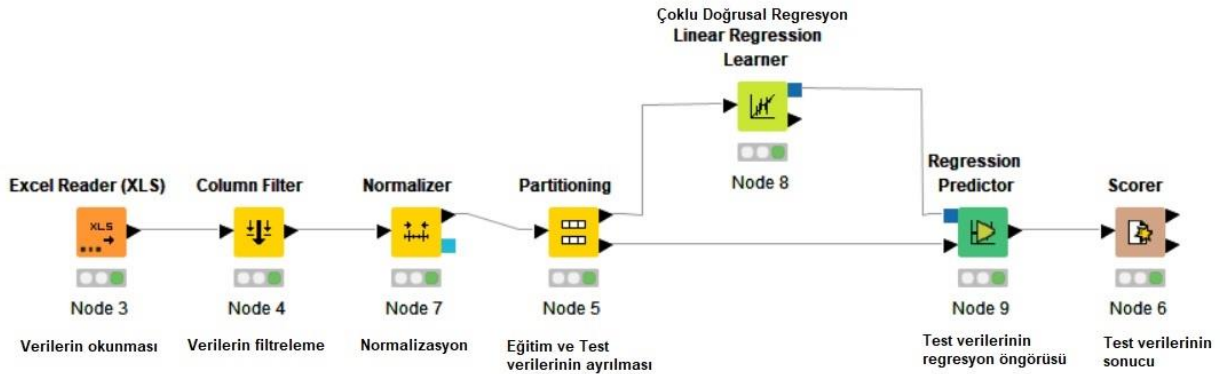 Çoklu Doğrusal Regresyon
Linear Regression
Learner
Node 8
Excel Reader (XLS)
XLS
Node 3
Verilerin okunması
Column Filter
Node 4
Verilerin filtreleme
Normalizer
Node 7
Normalizasyon
Partitioning
Node 5
Eğitim ve Test
verilerinin ayrılması
Regression
Predictor
Node 9
Test verilerinin
regresyon öngörüsü
Scorer
Node 6
Test verilerinin
sonucu